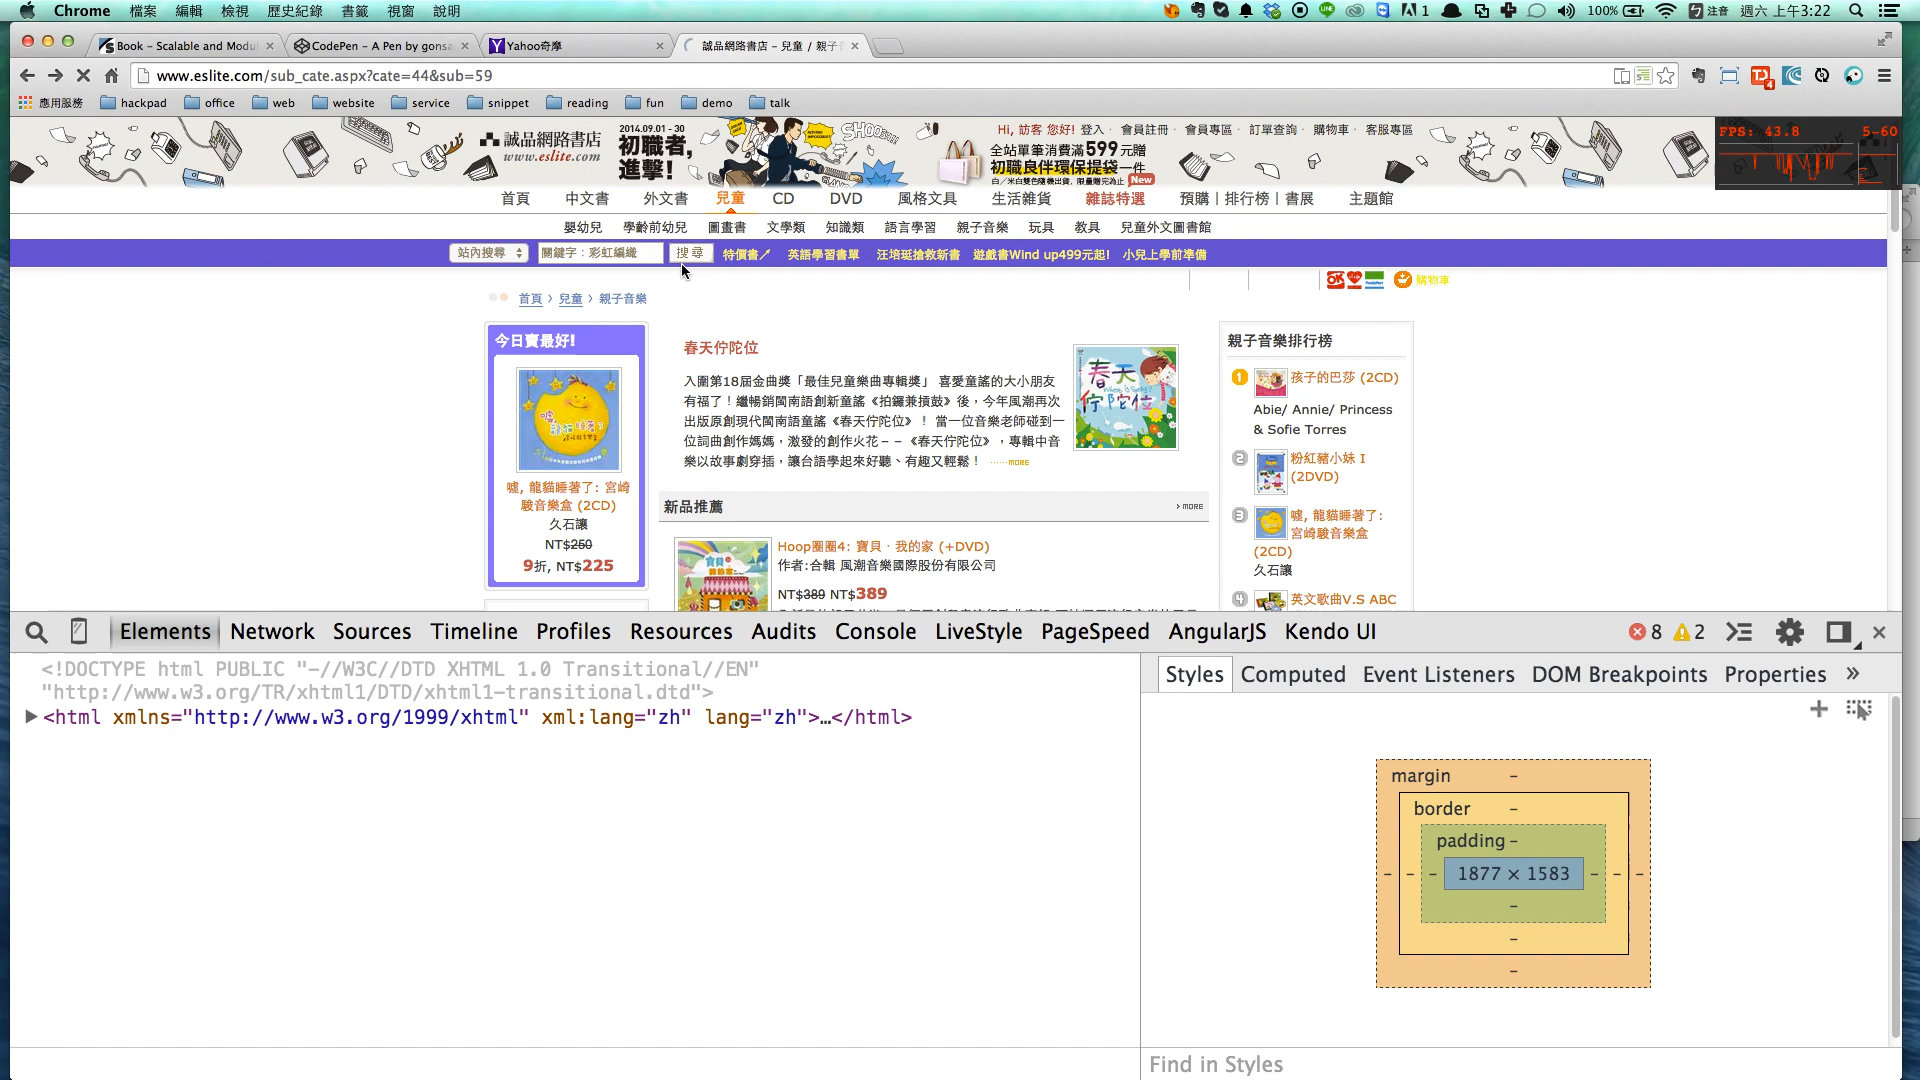 Chrome 檔案 編輯 檢視 歷史紀錄 書籤 視窗 說明 1 100% 注音 週六 上午3:22
Book – Scalable and Modul CodePen – A Pen by gonsa Yahoo奇摩 誠品網路書店 – 兒童 / 親子
www.eslite.com/sub_cate.aspx?cate=44&sub=59
應用服務 hackpad office web website service snippet reading fun demo talk
誠品網路書店
www.eslite.com
2014.09.01 - 30
初職者,
進擊!
SHOOO
Hi, 訪客 您好! 登入 · 會員註冊 · 會員專區 · 訂單查詢 · 購物車 · 客服專區
全站單筆消費滿599元贈
初職良伴環保提袋一件
New
FPS: 43.8 5-60
首頁 中文書 外文書 兒童 CD DVD 風格文具 生活雜貨 雜誌特選 預購 | 排行榜 | 書展 主題館
嬰幼兒 學齡前幼兒 圖畫書 文學類 知識類 語言學習 親子音樂 玩具 教具 兒童外文圖書館
站內搜尋 關鍵字：彩虹編織 搜尋 特價書↗ 英語學習書單 汪培珽搶救新書 遊戲書Wind up499元起! 小兒上學前準備
OK FamilyMart 購物車
首頁 › 兒童 › 親子音樂
今日賣最好!
噓, 龍貓睡著了: 宮崎
駿音樂盒 (2CD)
久石讓
NT$250
9折, NT$225
春天佇陀位
入圍第18屆金曲獎「最佳兒童樂曲專輯獎」 喜愛童謠的大小朋友
有福了！繼暢銷閩南語創新童謠《拍鑼兼摃鼓》後，今年風潮再次
出版原創現代閩南語童謠《春天佇陀位》！ 當一位音樂老師碰到一
位詞曲創作媽媽，激發的創作火花－－《春天佇陀位》，專輯中音
樂以故事劇穿插，讓台語學起來好聽、有趣又輕鬆！ ······MORE
春天
佇陀位
新品推薦 › MORE
Hoop圈圈4: 寶貝‧我的家 (+DVD)
作者:合輯 風潮音樂國際股份有限公司
NT$389 NT$389
親子音樂排行榜
1 孩子的巴莎 (2CD)
Abie/ Annie/ Princess
& Sofie Torres
2 粉紅豬小妹 I
(2DVD)
3 噓, 龍貓睡著了:
宮崎駿音樂盒
(2CD)
久石讓
4 英文歌曲V.S ABC
Elements Network Sources Timeline Profiles Resources Audits Console LiveStyle PageSpeed AngularJS Kendo UI 8 2
<!DOCTYPE html PUBLIC "-//W3C//DTD XHTML 1.0 Transitional//EN"
"http://www.w3.org/TR/xhtml1/DTD/xhtml1-transitional.dtd">
<html xmlns="http://www.w3.org/1999/xhtml" xml:lang="zh" lang="zh">…</html>
Styles Computed Event Listeners DOM Breakpoints Properties »
margin –
border –
padding –
– – – 1877 × 1583 – – –
–
–
–
Find in Styles